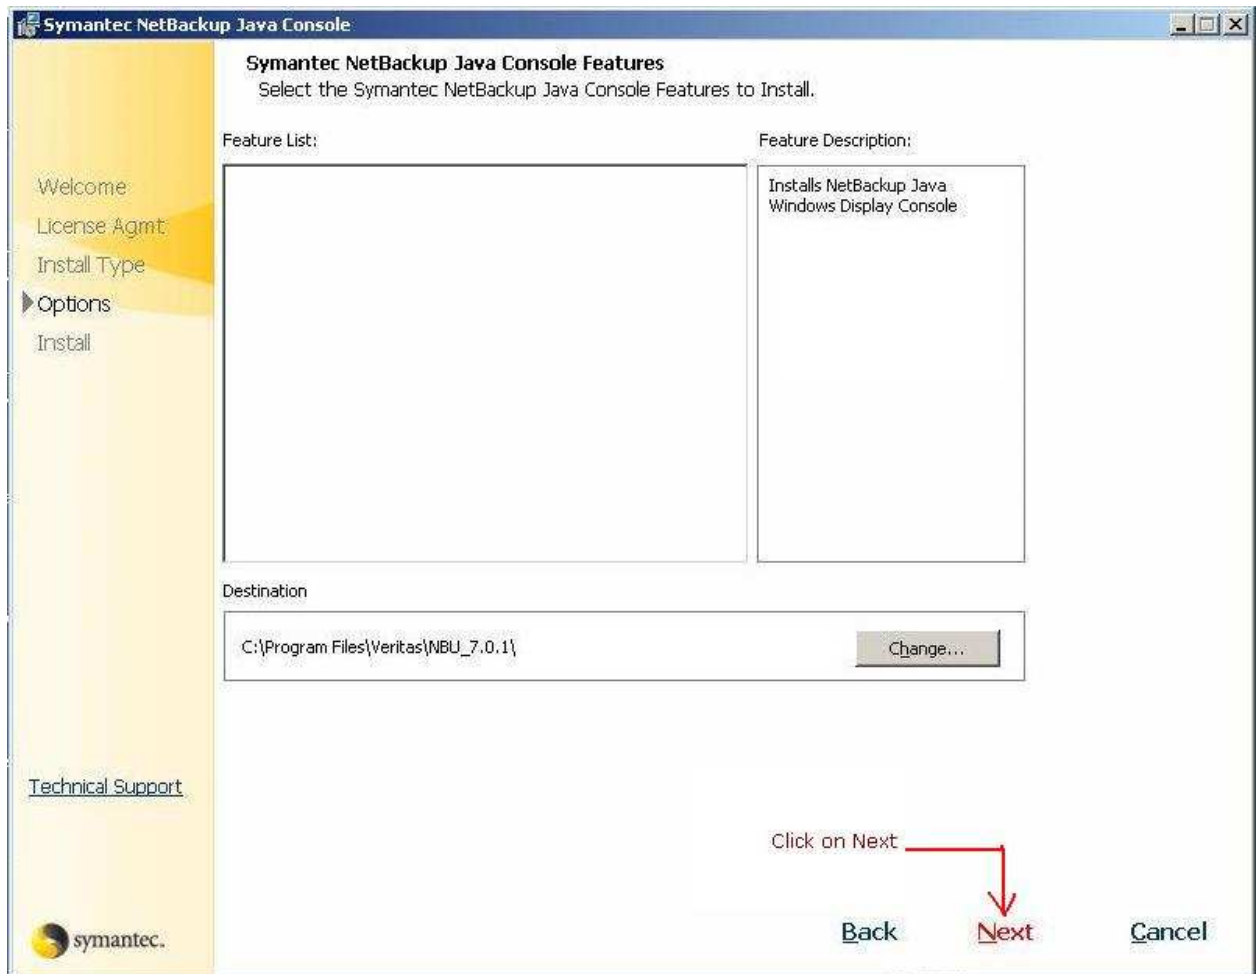 Symantec NetBackup Java Console
Symantec NetBackup Java Console Features
Select the Symantec NetBackup Java Console Features to Install.
Feature List:
Feature Description:
Installs NetBackup Java
Windows Display Console
Welcome
License Agmt
Install Type
Options
Install
Destination
C:\Program Files\Veritas\NBU_7.0.1\
Change...
Technical Support
Click on Next
symantec.
Back
Next
Cancel